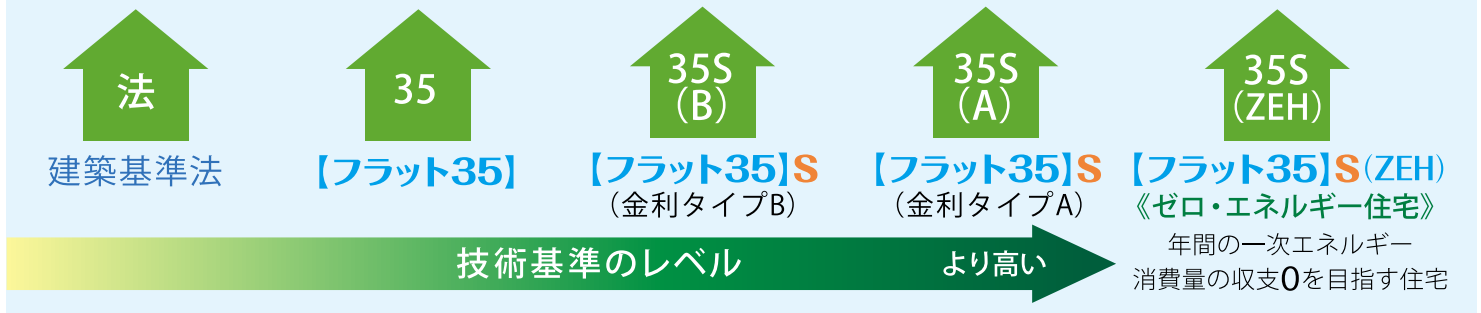 法
35
35S
(B)
35S
(A)
35S
(ZEH)
建築基準法
【フラット35】
【フラット35】S
(金利タイプB)
【フラット35】S
(金利タイプA)
【フラット35】S(ZEH)
《ゼロ・エネルギー住宅》
年間の一次エネルギー
消費量の収支0を目指す住宅
技術基準のレベル
より高い